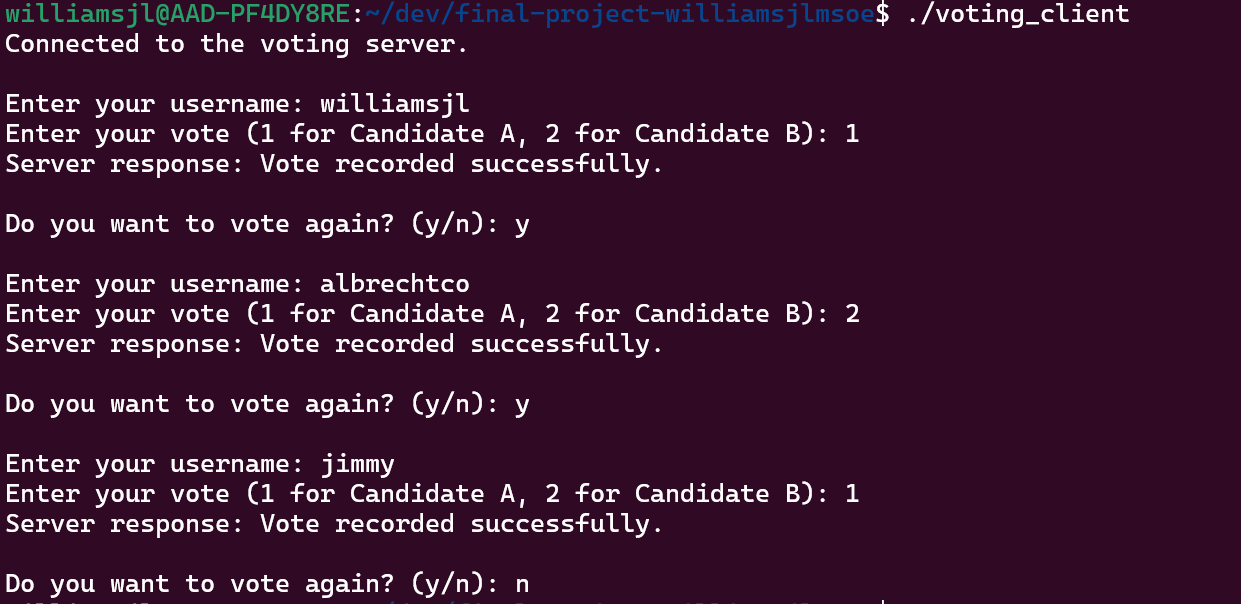 williamsjl@AAD-PF4DY8RE:~/dev/final-project-williamsjlmsoe$ ./voting_client
Connected to the voting server.

Enter your username: williamsjl
Enter your vote (1 for Candidate A, 2 for Candidate B): 1
Server response: Vote recorded successfully.

Do you want to vote again? (y/n): y

Enter your username: albrechtco
Enter your vote (1 for Candidate A, 2 for Candidate B): 2
Server response: Vote recorded successfully.

Do you want to vote again? (y/n): y

Enter your username: jimmy
Enter your vote (1 for Candidate A, 2 for Candidate B): 1
Server response: Vote recorded successfully.

Do you want to vote again? (y/n): n